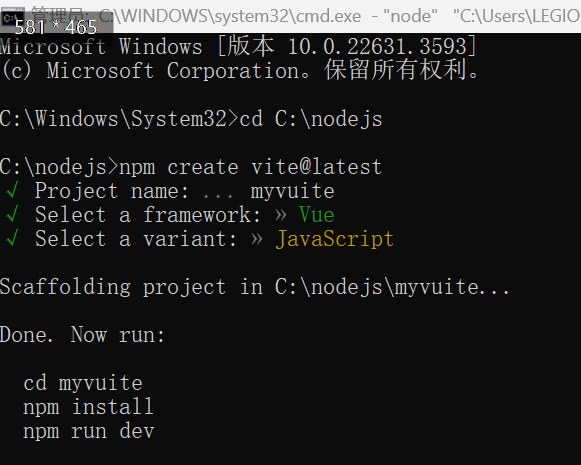 管理员: C:\WINDOWS\system32\cmd.exe - "node" "C:\Users\LEGIO
581 * 465
Microsoft Windows [版本 10.0.22631.3593]
(c) Microsoft Corporation。保留所有权利。
C:\Windows\System32>cd C:\nodejs
C:\nodejs>npm create vite@latest
√ Project name: ... myvuite
√ Select a framework: » Vue
√ Select a variant: » JavaScript
Scaffolding project in C:\nodejs\myvuite...
Done. Now run:
cd myvuite
npm install
npm run dev